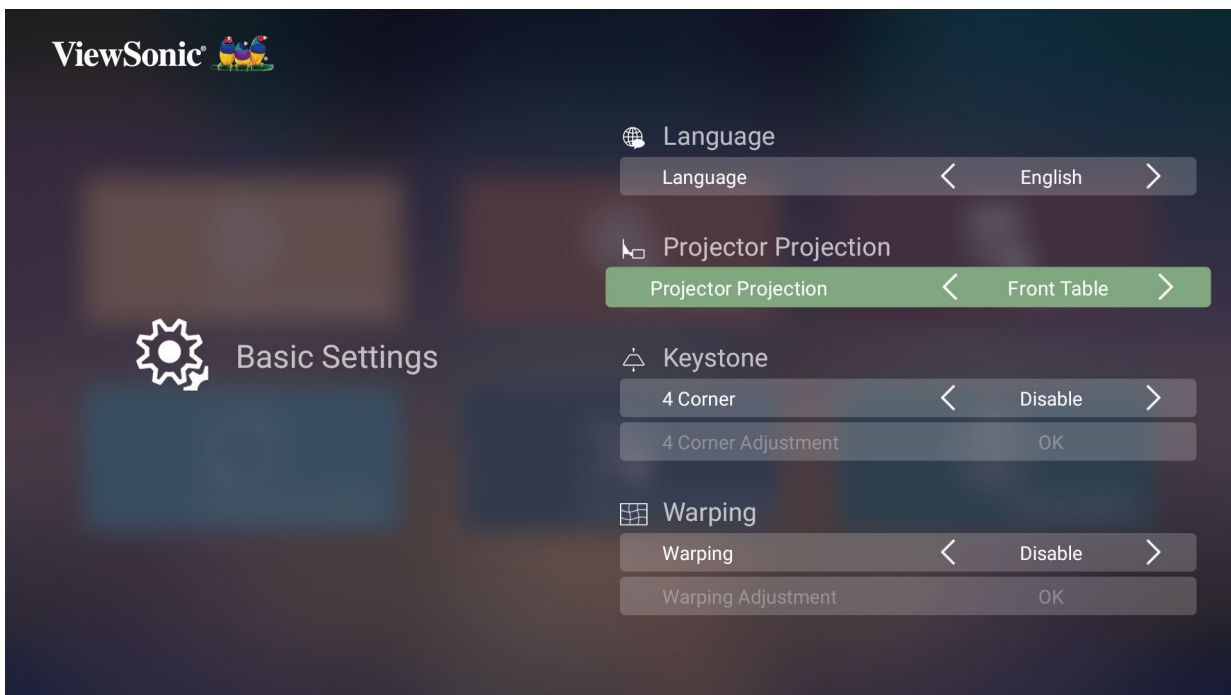 ViewSonic®
Language
Language English
Projector Projection
Projector Projection Front Table
Basic Settings
Keystone
4 Corner Disable
4 Corner Adjustment OK
Warping
Warping Disable
Warping Adjustment OK